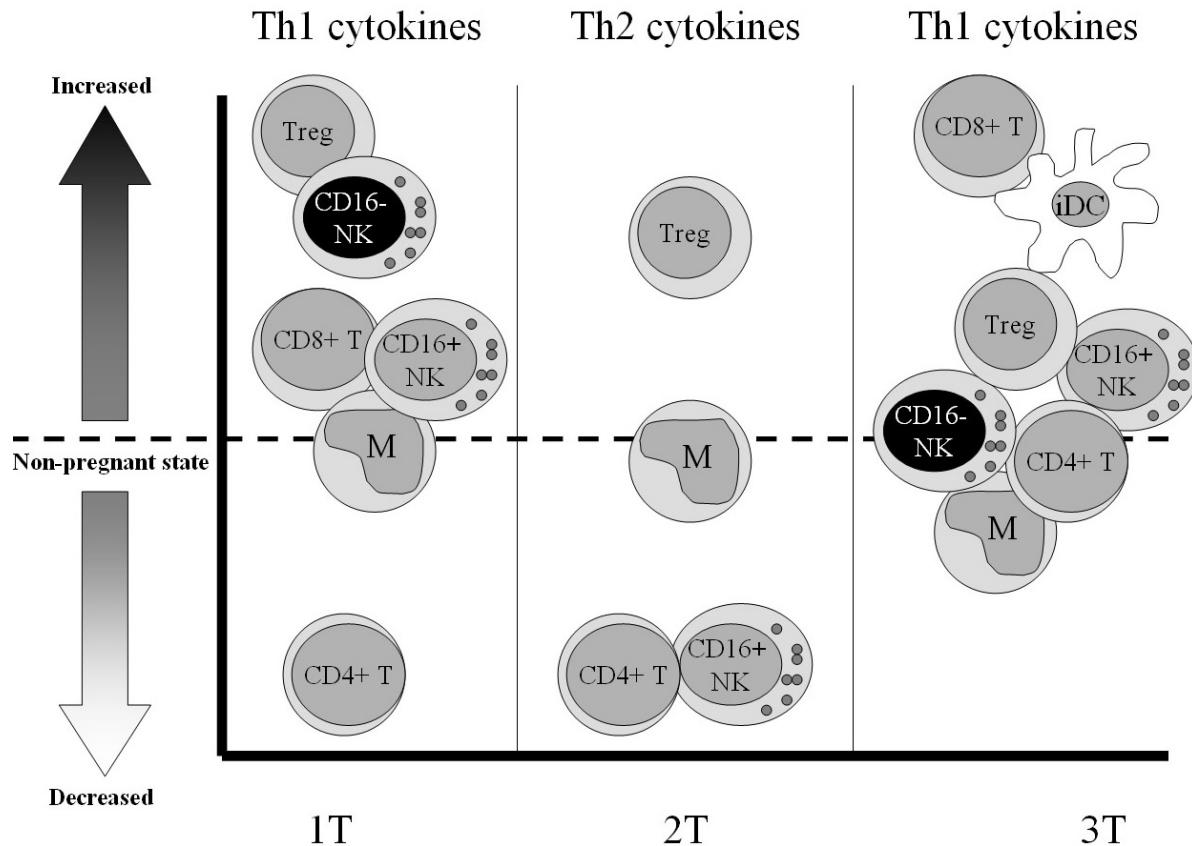 Th1 cytokines
Th2 cytokines
Th1 cytokines
Increased
Non-pregnant state
Decreased
Treg
CD16-
NK
CD8+ T
CD16+
NK
M
CD4+ T
Treg
M
CD4+ T
CD16+
NK
CD8+ T
iDC
Treg
CD16+
NK
CD16-
NK
CD4+ T
M
1T
2T
3T